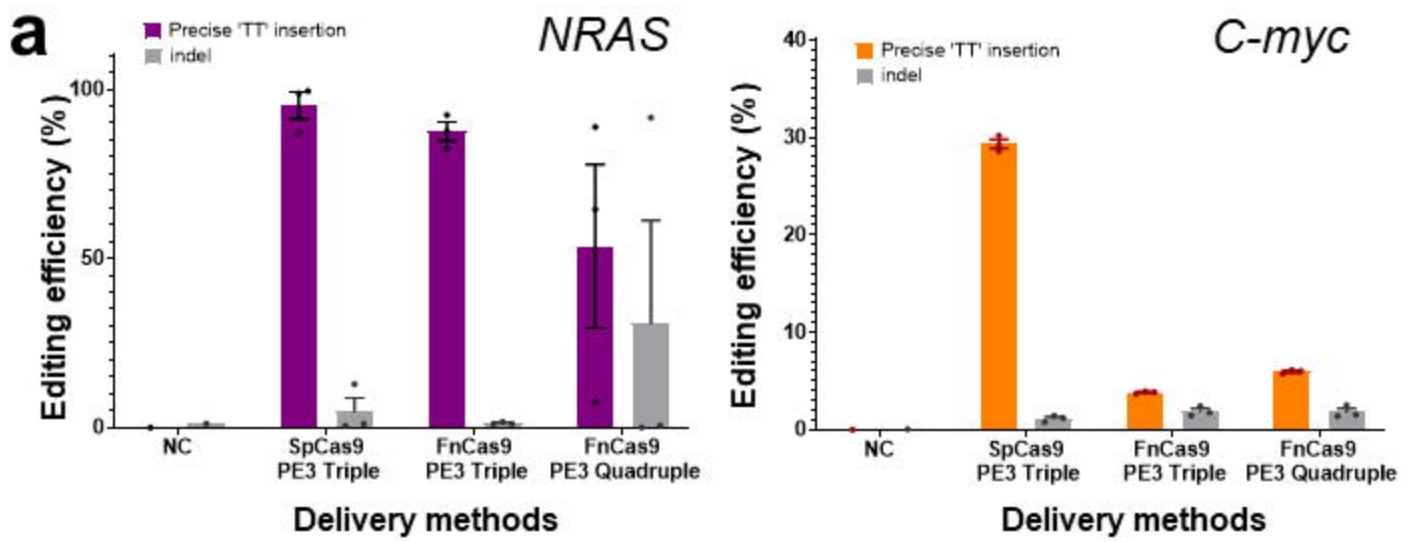 a
Precise 'TT' insertion
indel
NRAS
Editing efficiency (%)
100
50
0
NC
SpCas9
PE3 Triple
FnCas9
PE3 Triple
FnCas9
PE3 Quadruple
Delivery methods
Precise 'TT' insertion
indel
C-myc
Editing efficiency (%)
40
30
20
10
0
NC
SpCas9
PE3 Triple
FnCas9
PE3 Triple
FnCas9
PE3 Quadruple
Delivery methods